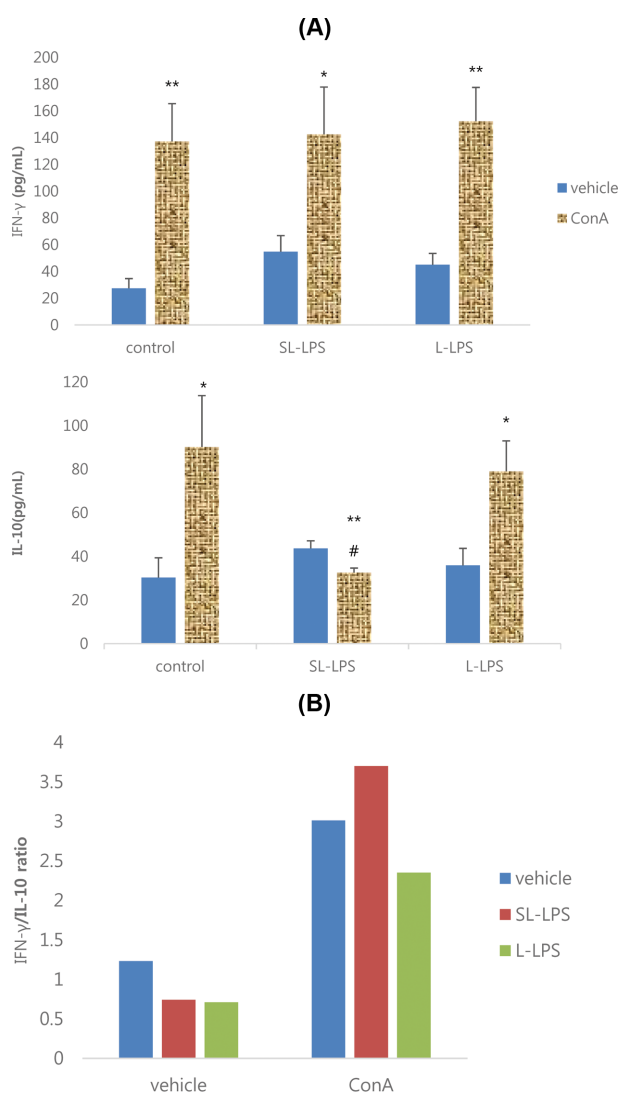 (A)
IFN-γ (pg/mL)
200
180
160
140
120
100
80
60
40
20
0
**
*
**
control
SL-LPS
L-LPS
vehicle
ConA
IL-10(pg/mL)
120
100
80
60
40
20
0
*
**
#
*
control
SL-LPS
L-LPS
(B)
IFN-γ/IL-10 ratio
4
3.5
3
2.5
2
1.5
1
0.5
0
vehicle
ConA
vehicle
SL-LPS
L-LPS